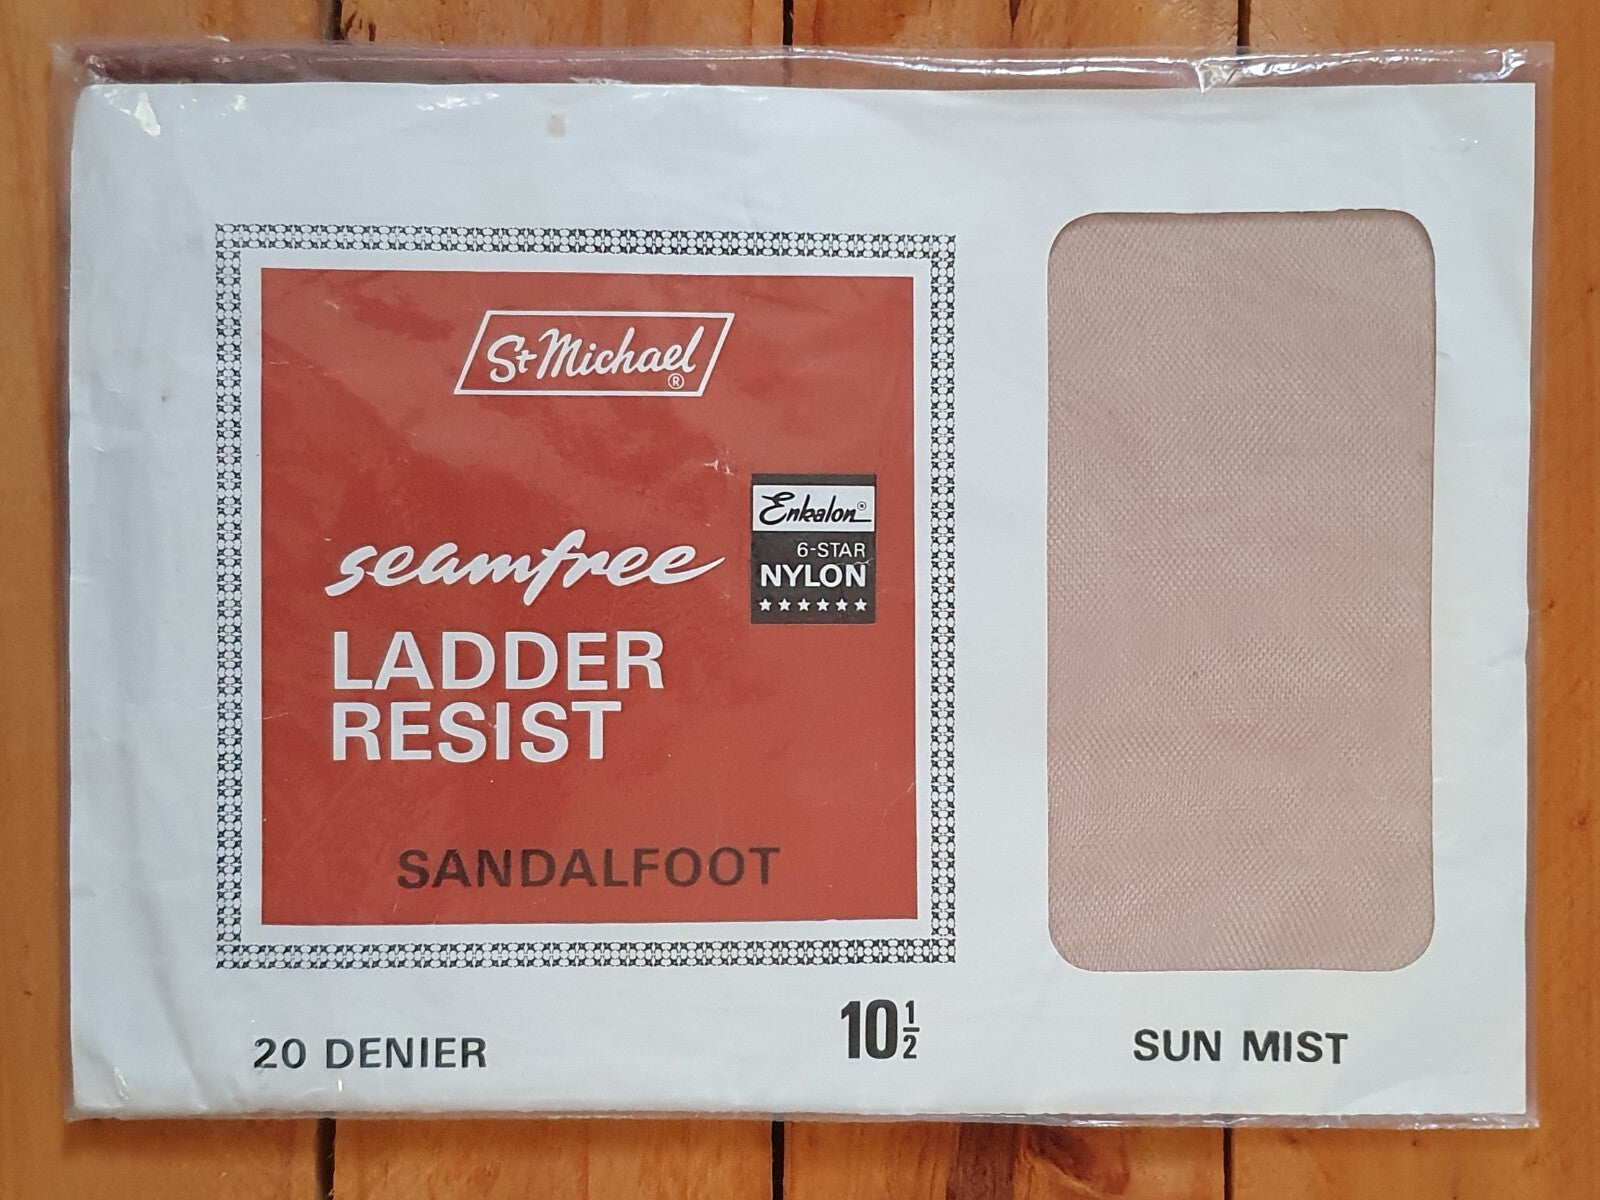 St Michael®
Enkalon®
6-STAR
NYLON
seamfree
LADDER
RESIST
SANDALFOOT
20 DENIER
10½
SUN MIST